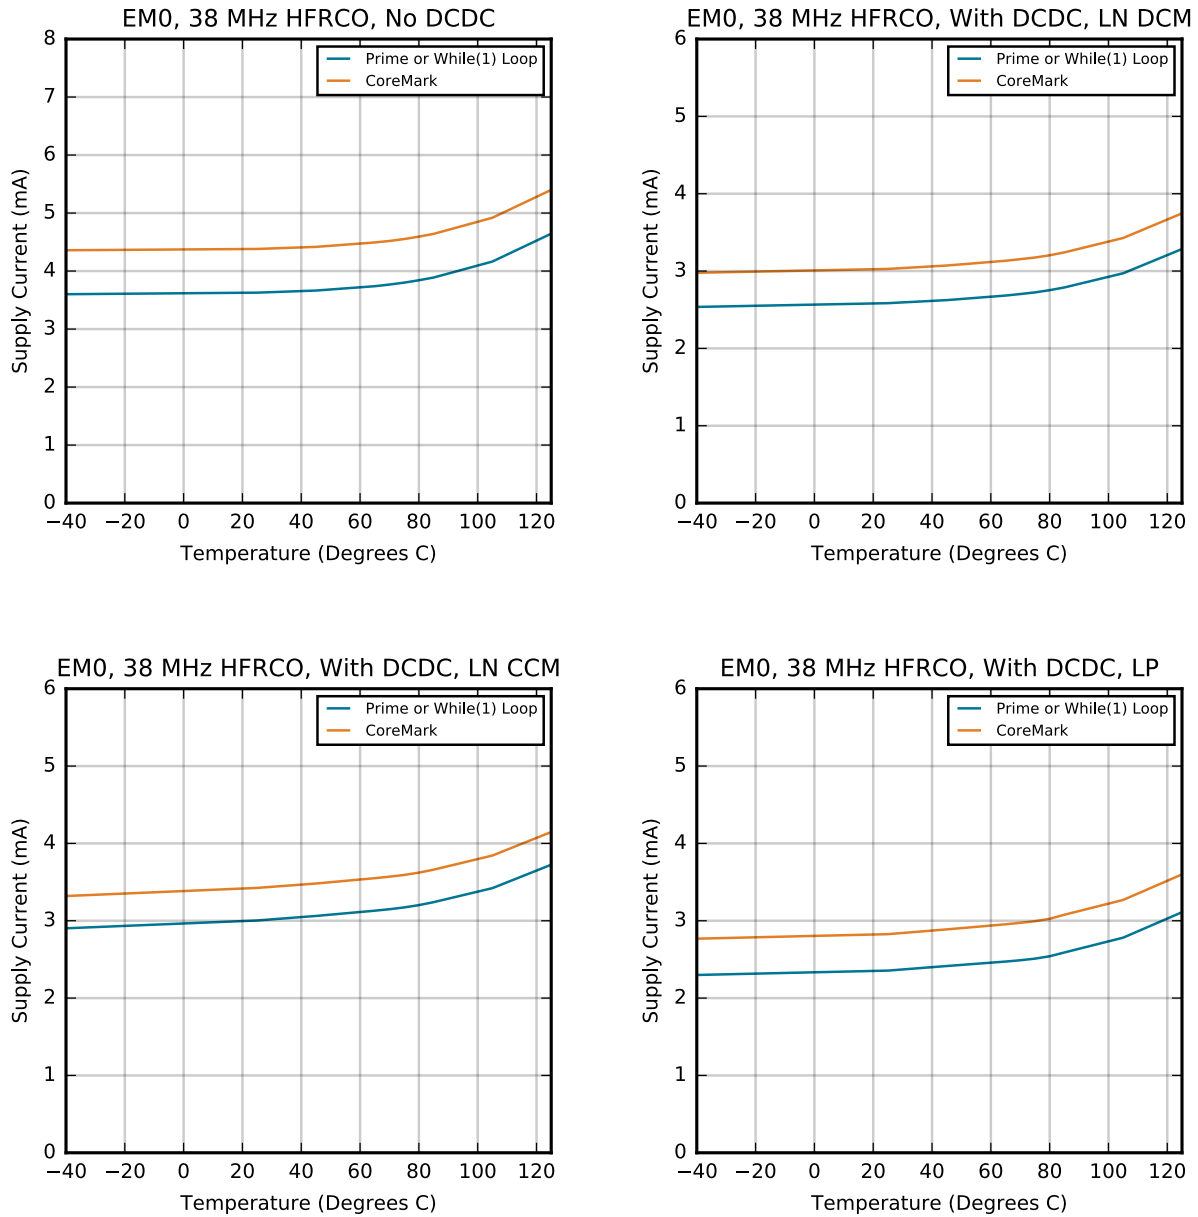 EM0, 38 MHz HFRCO, No DCDC
Prime or While(1) Loop
CoreMark
8
7
6
5
4
3
2
1
0
Supply Current (mA)
−40 −20 0 20 40 60 80 100 120
Temperature (Degrees C)
EM0, 38 MHz HFRCO, With DCDC, LN DCM
Prime or While(1) Loop
CoreMark
6
5
4
3
2
1
0
Supply Current (mA)
−40 −20 0 20 40 60 80 100 120
Temperature (Degrees C)
EM0, 38 MHz HFRCO, With DCDC, LN CCM
Prime or While(1) Loop
CoreMark
6
5
4
3
2
1
0
Supply Current (mA)
−40 −20 0 20 40 60 80 100 120
Temperature (Degrees C)
EM0, 38 MHz HFRCO, With DCDC, LP
Prime or While(1) Loop
CoreMark
6
5
4
3
2
1
0
Supply Current (mA)
−40 −20 0 20 40 60 80 100 120
Temperature (Degrees C)